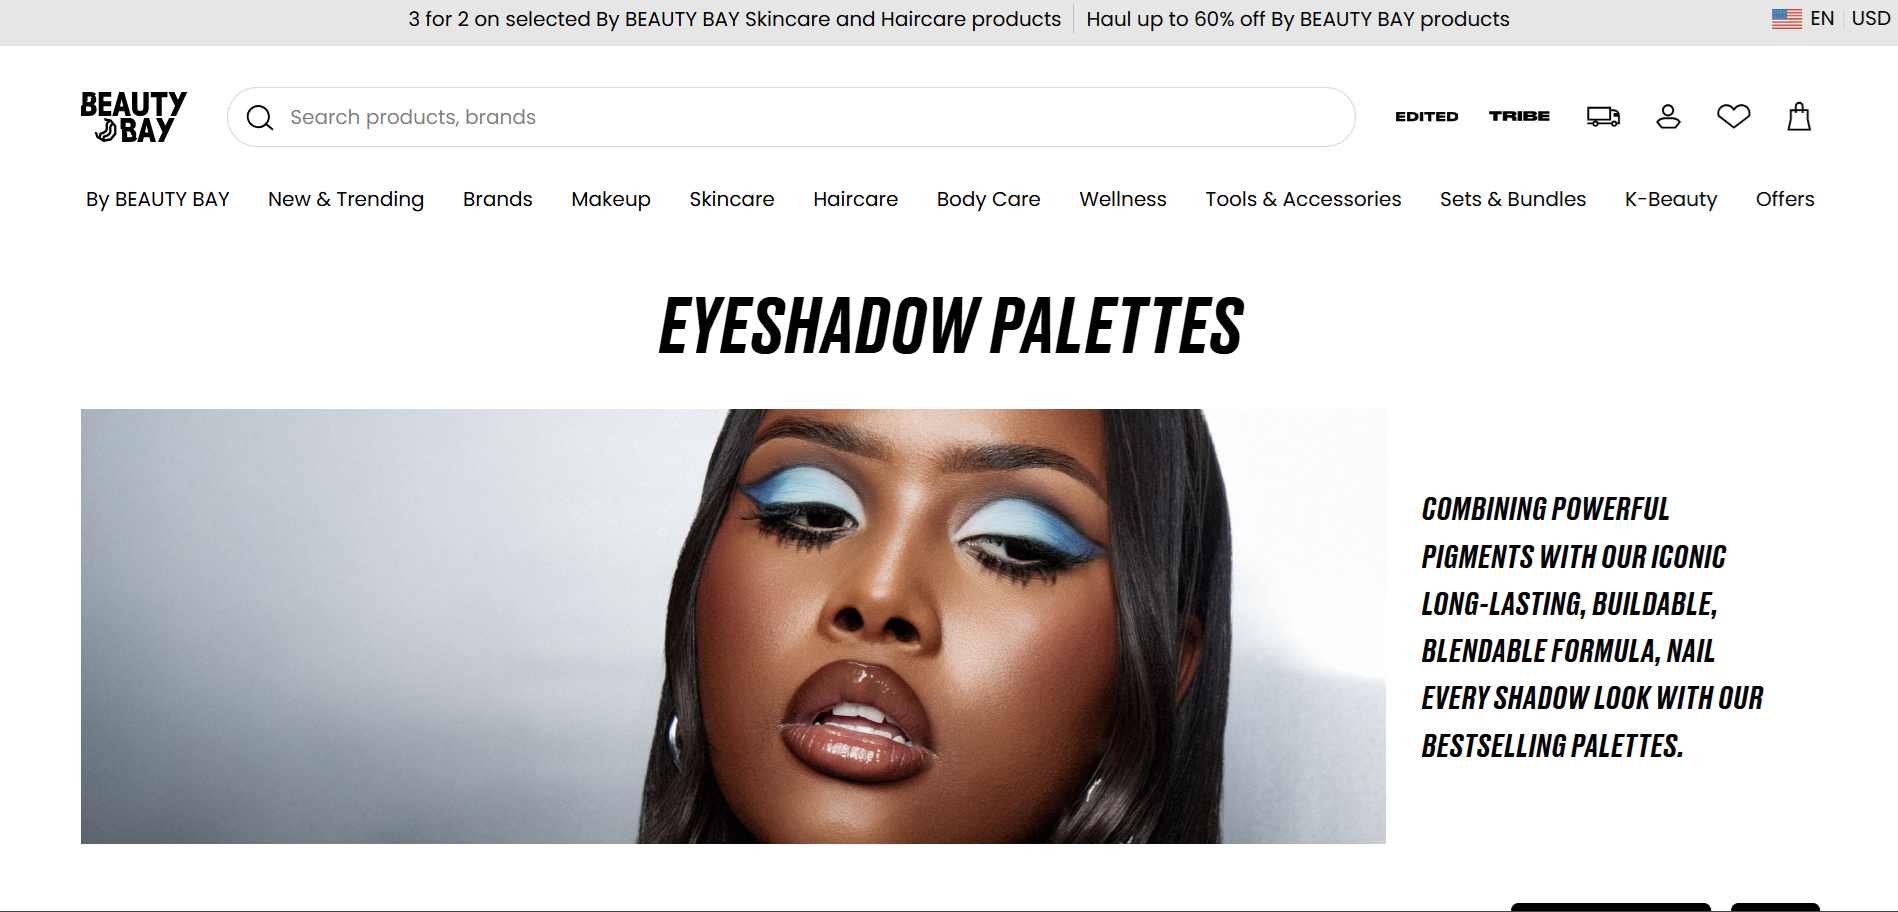 3 for 2 on selected By BEAUTY BAY Skincare and Haircare products
Haul up to 60% off By BEAUTY BAY products
EN USD
BEAUTY
BAY
Search products, brands
EDITED
TRIBE
By BEAUTY BAY New & Trending Brands Makeup Skincare Haircare Body Care Wellness Tools & Accessories Sets & Bundles K-Beauty Offers
EYESHADOW PALETTES
COMBINING POWERFUL
PIGMENTS WITH OUR ICONIC
LONG-LASTING, BUILDABLE,
BLENDABLE FORMULA, NAIL
EVERY SHADOW LOOK WITH OUR
BESTSELLING PALETTES.